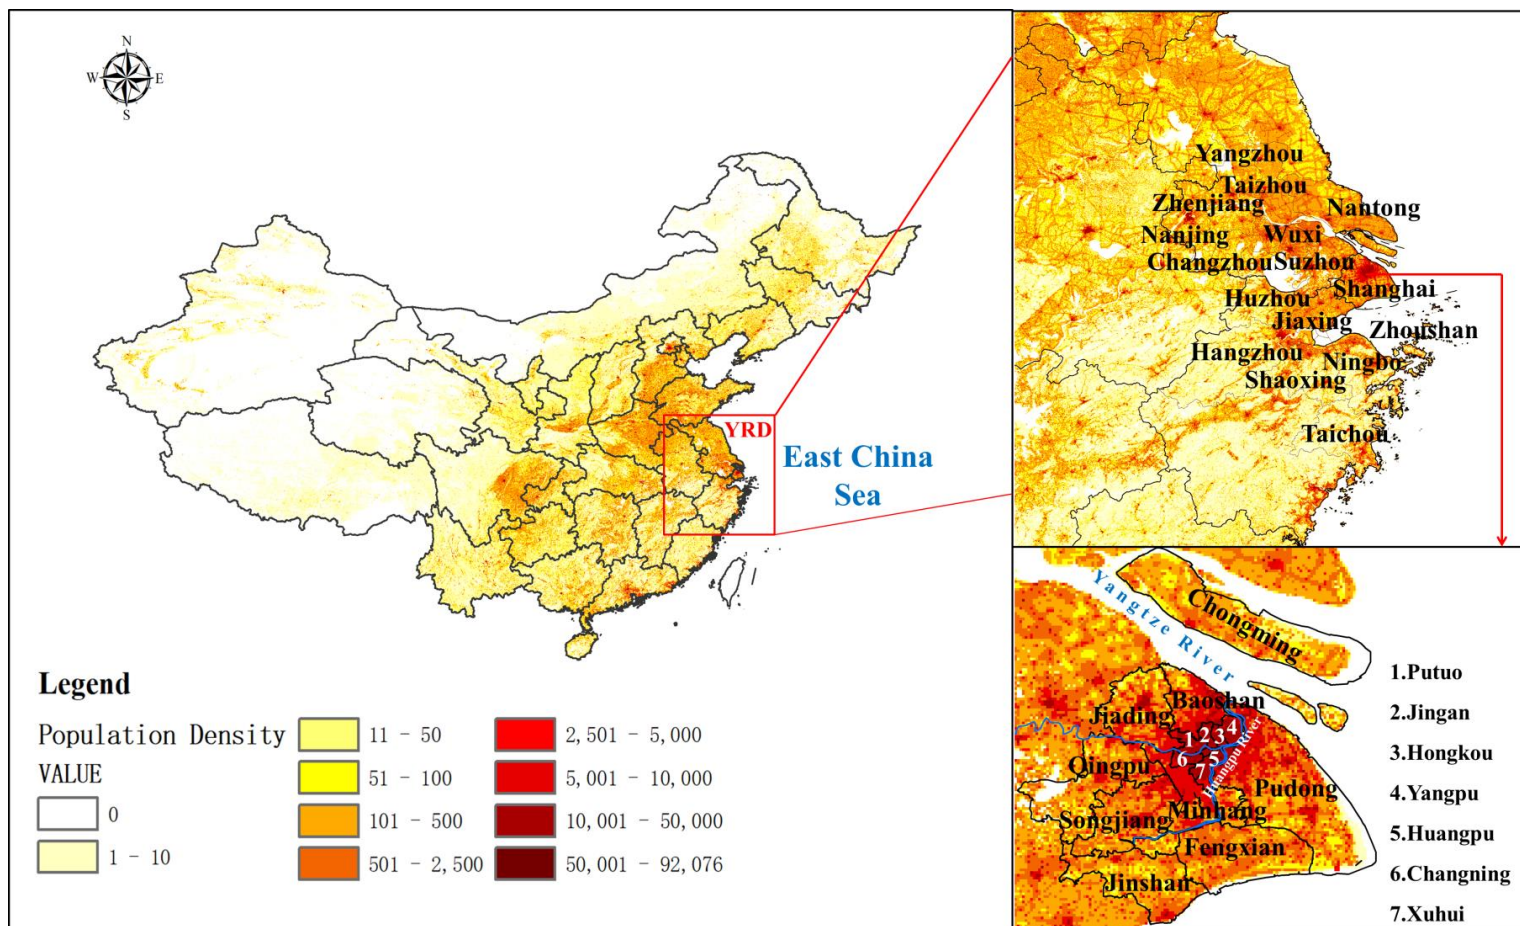 N
W
E
S
YRD
East China
Sea
Legend
Population Density
VALUE
0
1 - 10
11 - 50
51 - 100
101 - 500
501 - 2,500
2,501 - 5,000
5,001 - 10,000
10,001 - 50,000
50,001 - 92,076
Yangzhou
Taizhou
Zhenjiang
Nantong
Nanjing
Wuxi
Changzhou
Suzhou
Shanghai
Huzhou
Jiaxing
Zhoushan
Hangzhou
Ningbo
Shaoxing
Taichou
Yangtze River
Chongming
Baoshan
Jiading
4
1
2
3
6
5
7
Huangpu River
Qingpu
Pudong
Minhang
Songjiang
Fengxian
Jinshan
1.Putuo
2.Jingan
3.Hongkou
4.Yangpu
5.Huangpu
6.Changning
7.Xuhui